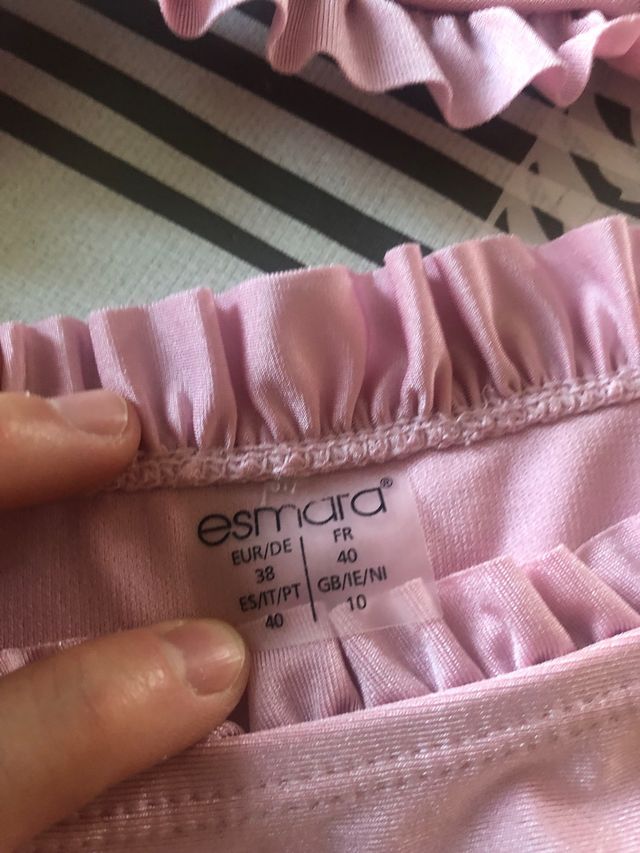 esmara®
EUR/DE
38
ES/IT/PT
40
FR
40
GB/IE/NI
10